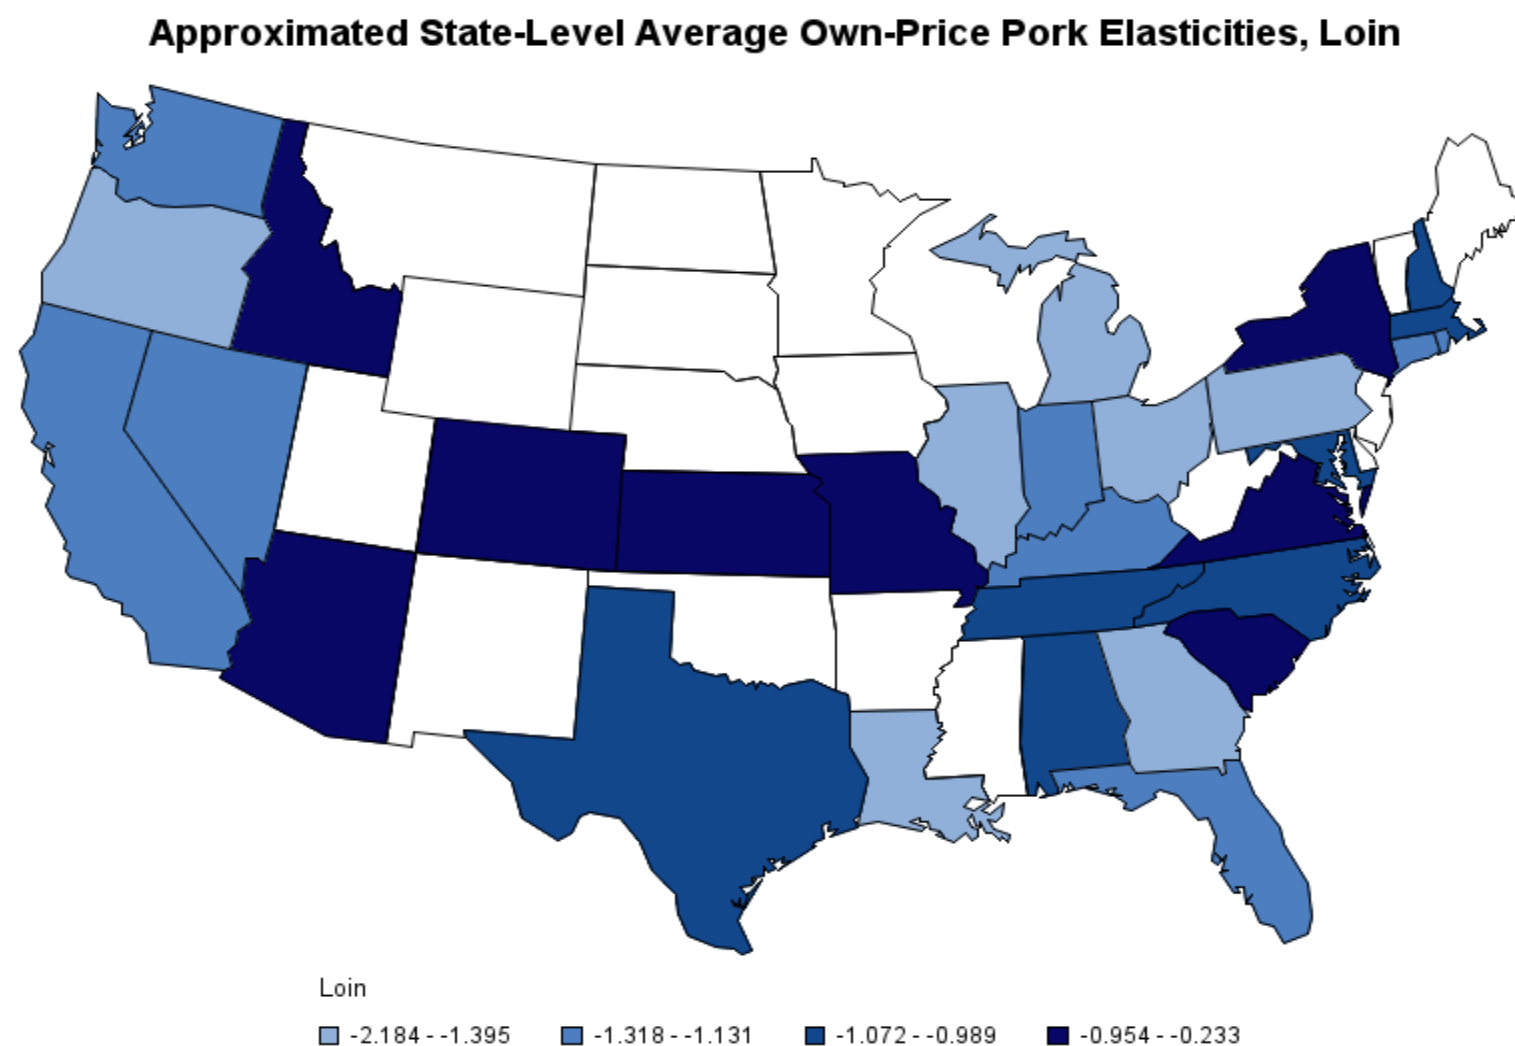 Approximated State-Level Average Own-Price Pork Elasticities, Loin
Loin
-2.184 - -1.395 -1.318 - -1.131 -1.072 - -0.989 -0.954 - -0.233